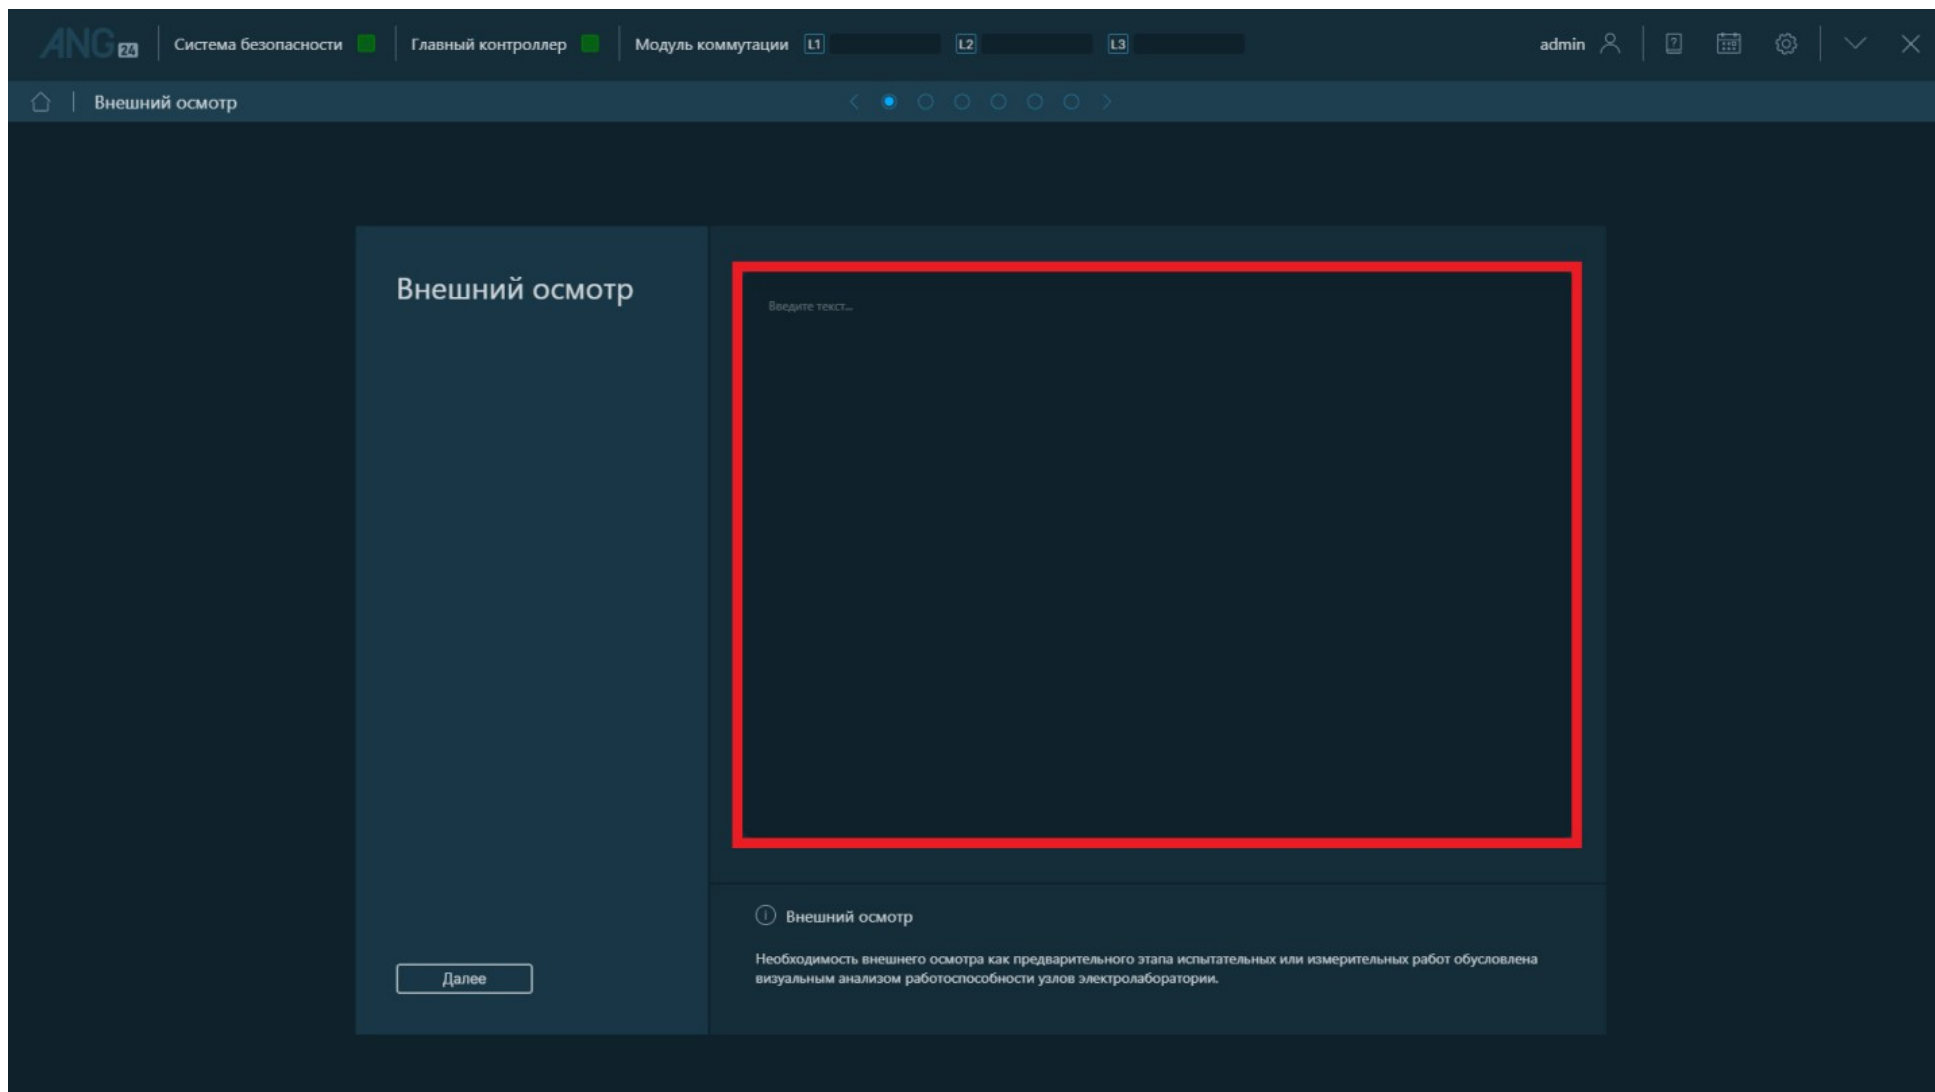 ANG 24 Система безопасности Главный контроллер Модуль коммутации L1 L2 L3 admin
Внешний осмотр
Внешний осмотр
Введите текст...
Внешний осмотр
Необходимость внешнего осмотра как предварительного этапа испытательных или измерительных работ обусловлена
визуальным анализом работоспособности узлов электролаборатории.
Далее